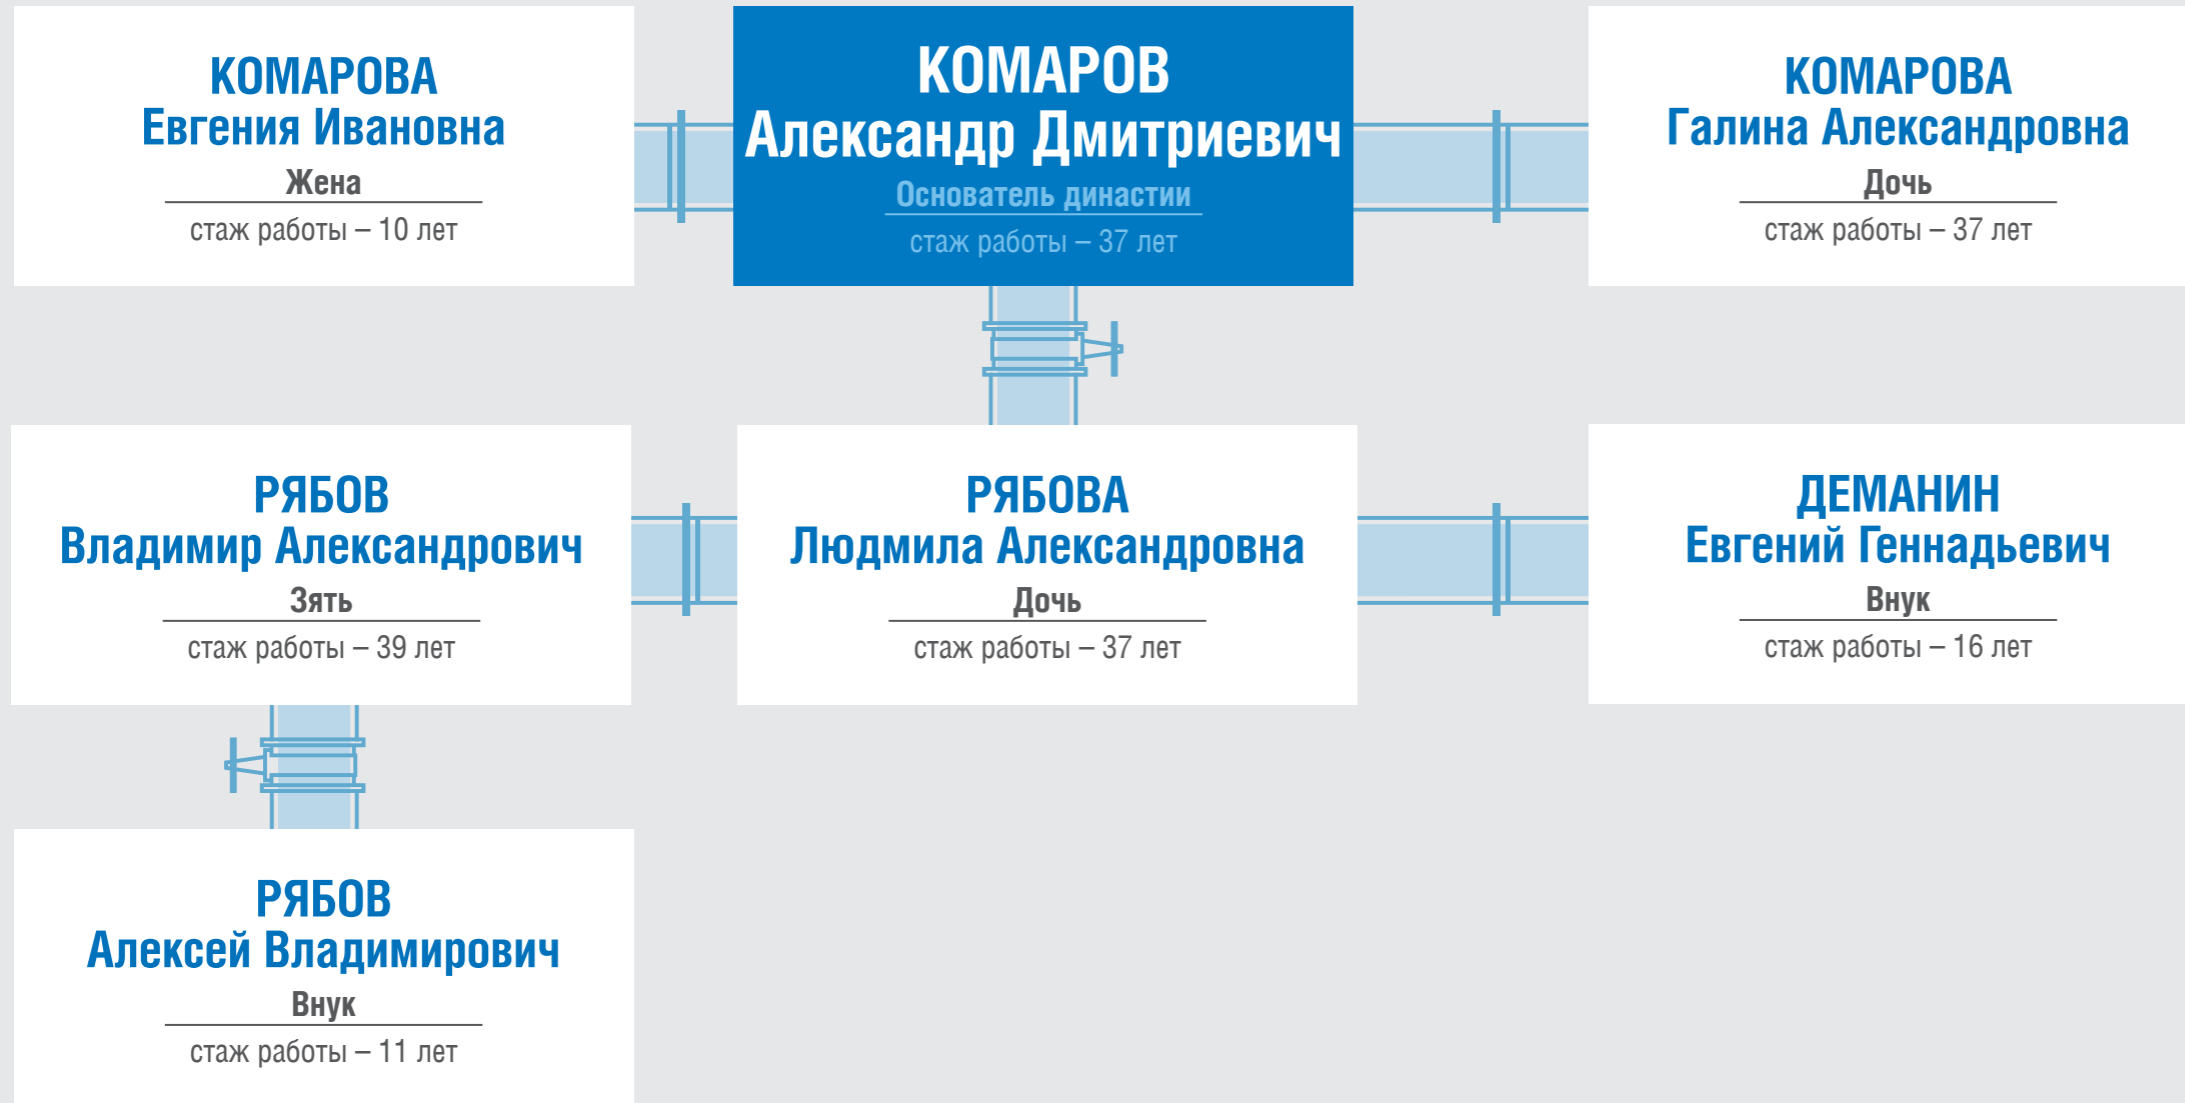 КОМАРОВА
Евгения Ивановна
Жена
стаж работы – 10 лет
КОМАРОВ
Александр Дмитриевич
Основатель династии
стаж работы – 37 лет
КОМАРОВА
Галина Александровна
Дочь
стаж работы – 37 лет
РЯБОВ
Владимир Александрович
Зять
стаж работы – 39 лет
РЯБОВА
Людмила Александровна
Дочь
стаж работы – 37 лет
ДЕМАНИН
Евгений Геннадьевич
Внук
стаж работы – 16 лет
РЯБОВ
Алексей Владимирович
Внук
стаж работы – 11 лет